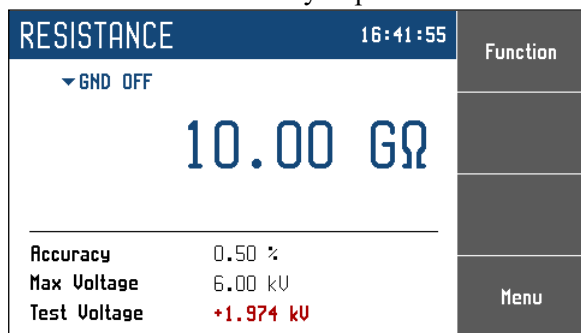 RESISTANCE 16:41:55
Function
▾GND OFF
10.00 GΩ
Accuracy 0.50 %
Max Voltage 6.00 kV
Test Voltage +1.974 kV
Menu